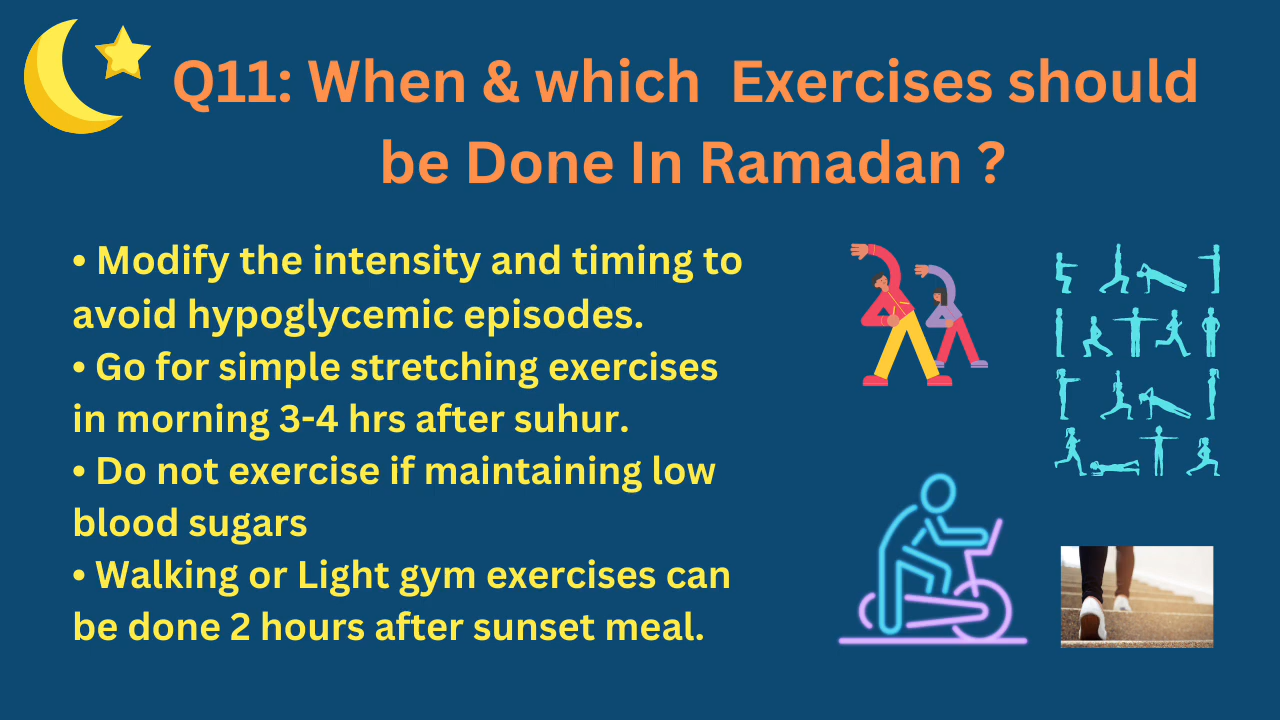 Q11: When & which Exercises should
be Done In Ramadan ?
• Modify the intensity and timing to
avoid hypoglycemic episodes.
• Go for simple stretching exercises
in morning 3-4 hrs after suhur.
• Do not exercise if maintaining low
blood sugars
• Walking or Light gym exercises can
be done 2 hours after sunset meal.